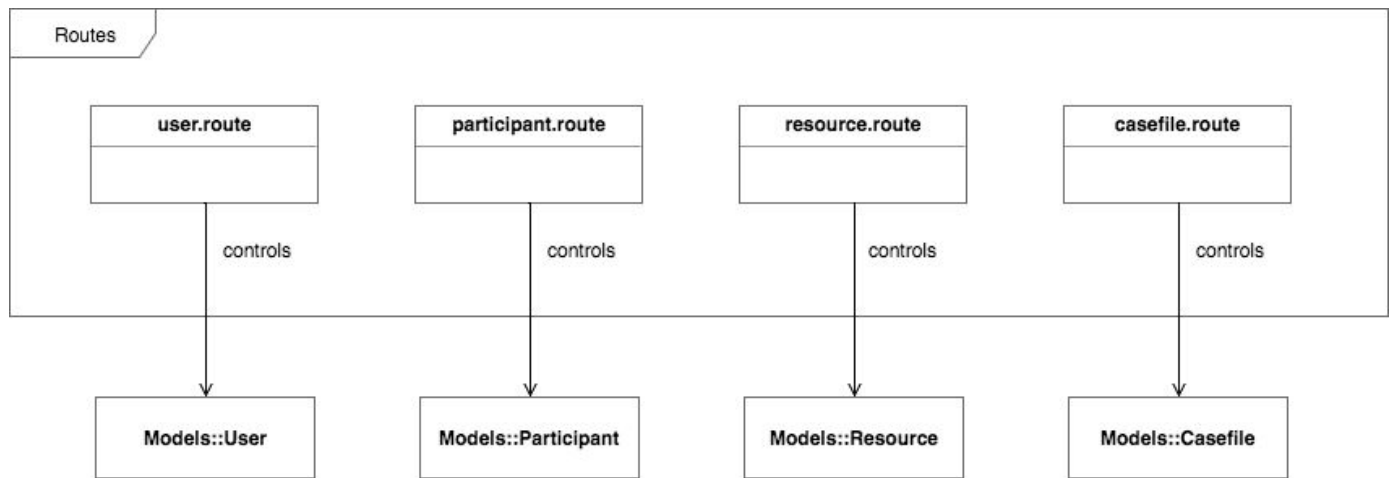 Routes
user.route
participant.route
resource.route
casefile.route
controls
controls
controls
controls
Models::User
Models::Participant
Models::Resource
Models::Casefile